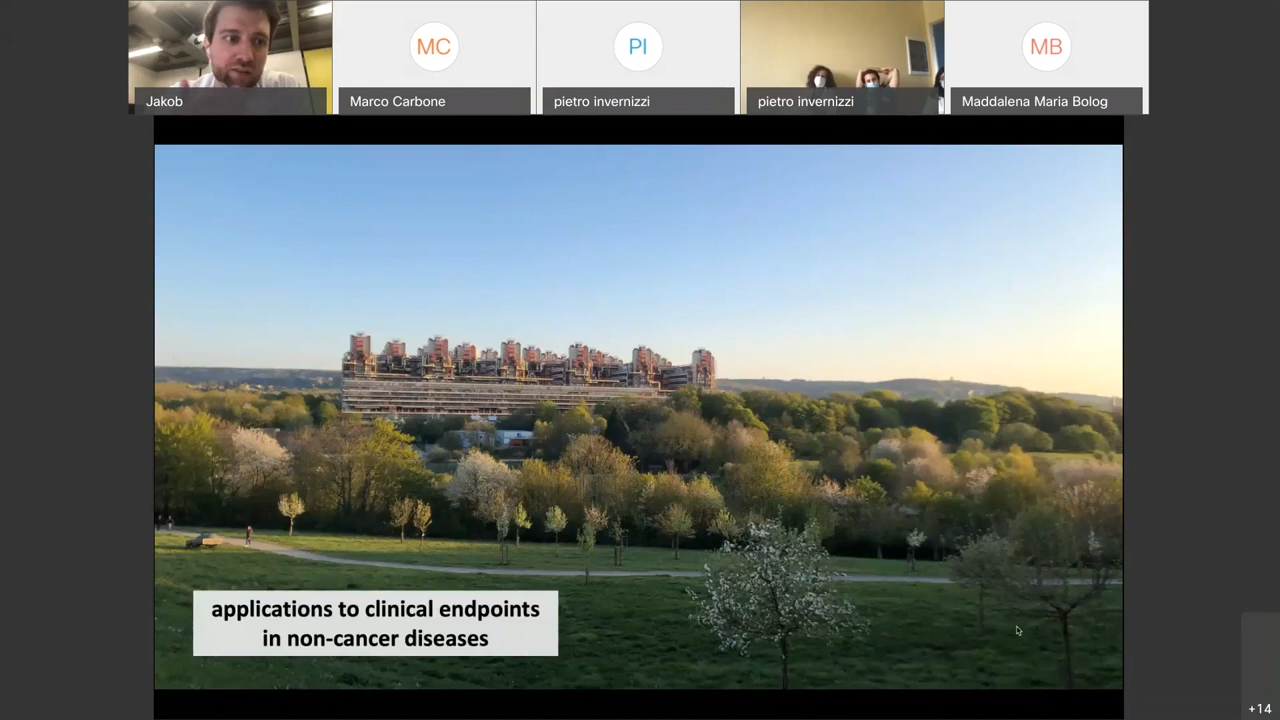 Jakob
MC
Marco Carbone
PI
pietro invernizzi
pietro invernizzi
MB
Maddalena Maria Bolog
applications to clinical endpoints
in non-cancer diseases
+14